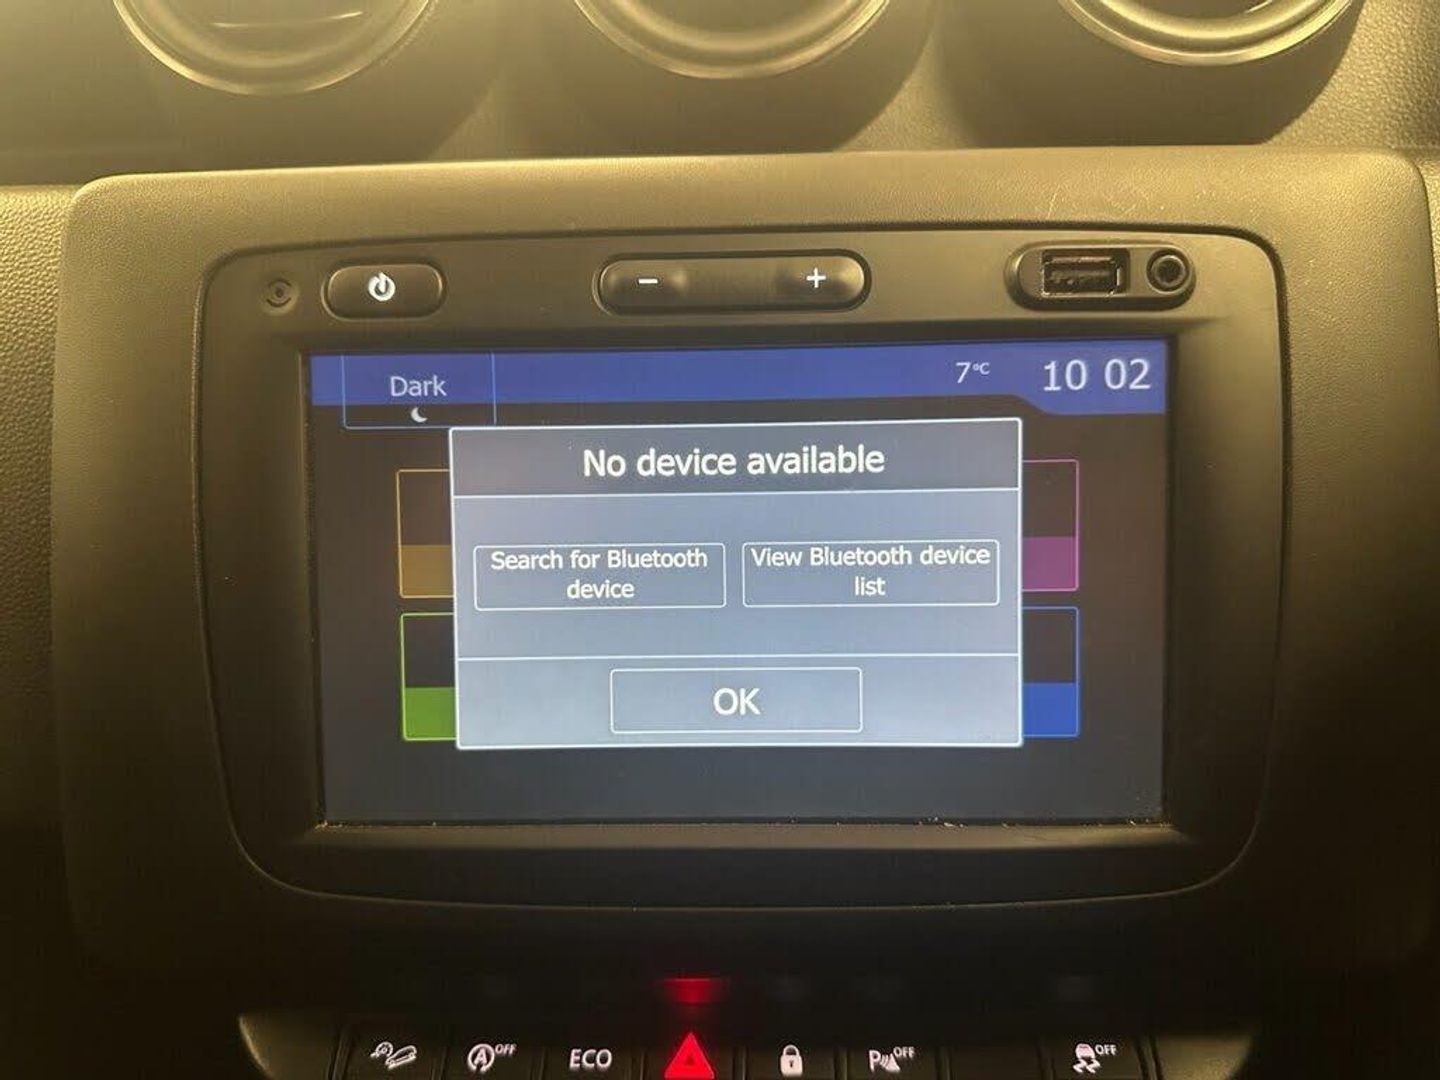 − +
Dark
7°C
10 02
No device available
Search for Bluetooth
device
View Bluetooth device
list
OK
A OFF
ECO
P OFF
OFF